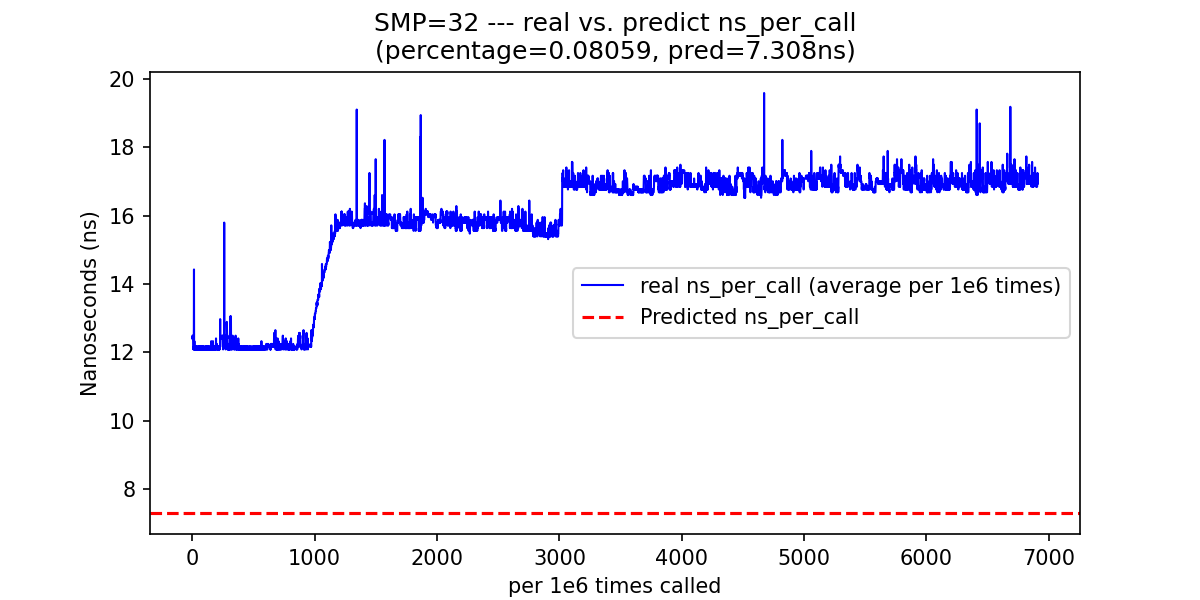 SMP=32 --- real vs. predict ns_per_call
(percentage=0.08059, pred=7.308ns)
20
18
16
14
12
10
8
Nanoseconds (ns)
real ns_per_call (average per 1e6 times)
Predicted ns_per_call
0 1000 2000 3000 4000 5000 6000 7000
per 1e6 times called